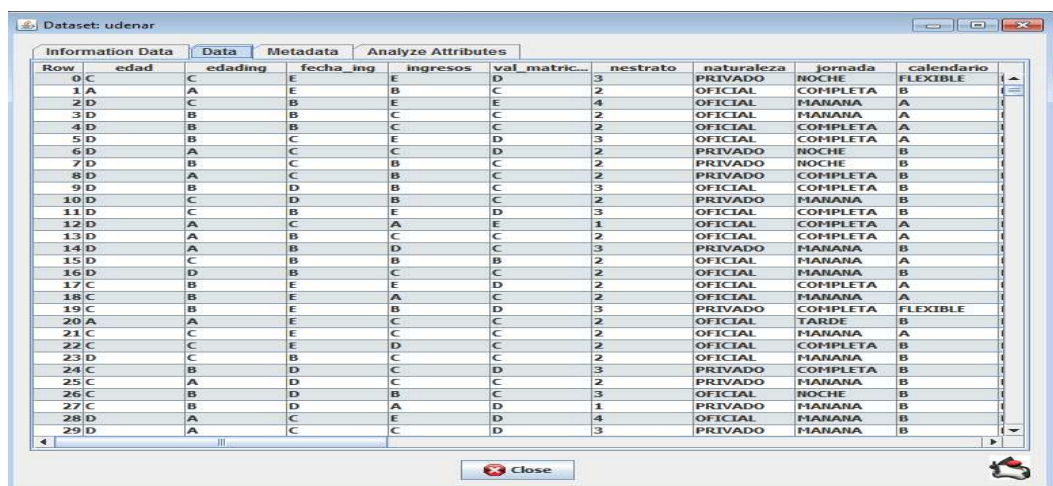 Dataset: udenar
Information Data Data Metadata Analyze Attributes
Row edad edading fecha_ing ingresos val_matric... nestrato naturaleza jornada calendario
0 C C E E D 3 PRIVADO NOCHE FLEXIBLE
1 A A E B C 2 OFICIAL COMPLETA B
2 D C B E E 4 OFICIAL MANANA A
3 D B B C C 2 OFICIAL MANANA A
4 D B B C C 2 OFICIAL COMPLETA A
5 D B C E D 3 OFICIAL COMPLETA A
6 D A C C D 2 PRIVADO NOCHE B
7 D B C B C 2 PRIVADO NOCHE B
8 D A C B C 2 PRIVADO COMPLETA B
9 D B D B C 3 OFICIAL COMPLETA B
10 D C D B C 2 PRIVADO MANANA B
11 D C B E D 3 OFICIAL COMPLETA B
12 D A C A E 1 OFICIAL COMPLETA A
13 D A B C C 2 OFICIAL COMPLETA A
14 D A B D C 3 PRIVADO MANANA B
15 D C B B B 2 OFICIAL MANANA A
16 D D B C C 2 OFICIAL MANANA B
17 C B E E D 2 OFICIAL COMPLETA A
18 C B E A C 2 OFICIAL MANANA A
19 C B E B D 3 PRIVADO COMPLETA FLEXIBLE
20 A A E C C 2 OFICIAL TARDE B
21 C C E C C 2 OFICIAL MANANA A
22 C C E D C 2 OFICIAL COMPLETA B
23 D C B C C 2 OFICIAL MANANA A
24 C B D C D 3 PRIVADO COMPLETA B
25 C A D C C 2 PRIVADO MANANA B
26 C B D B C 3 OFICIAL NOCHE B
27 C B D A D 1 PRIVADO MANANA B
28 D A C E D 4 OFICIAL MANANA B
29 D A C C D 3 PRIVADO MANANA B
Close